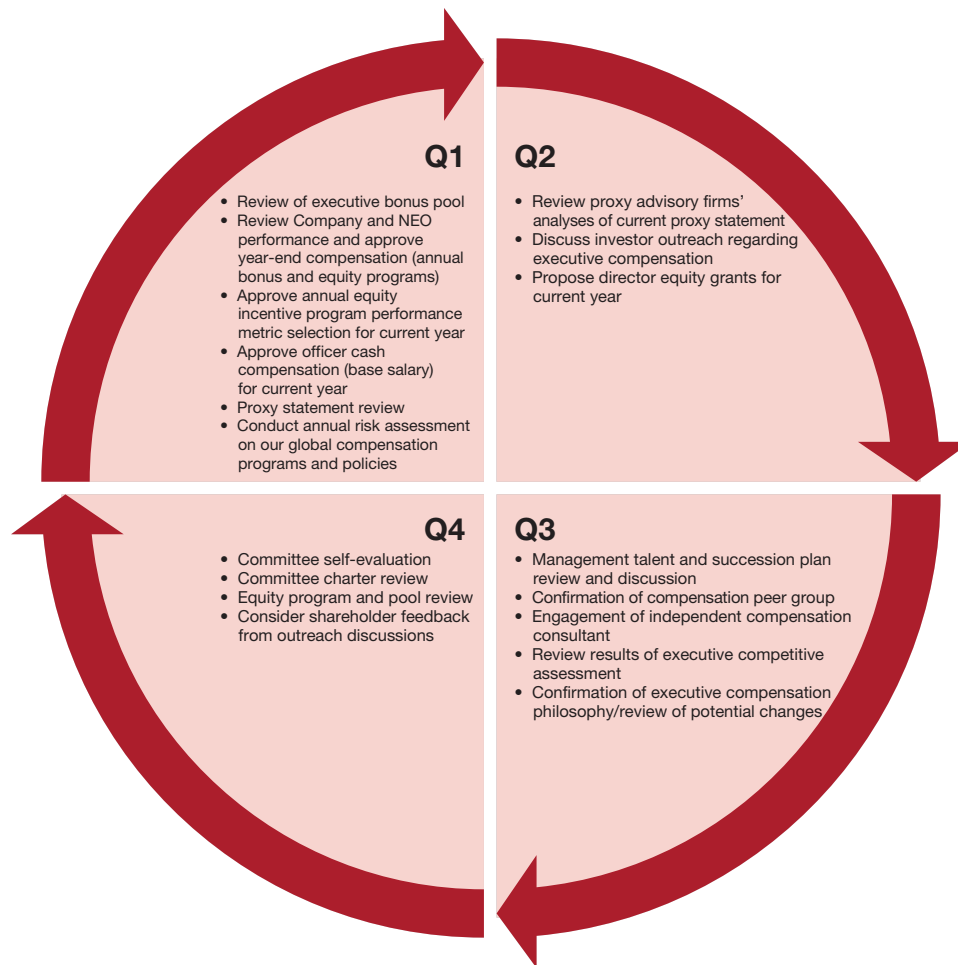 Q1
• Review of executive bonus pool
• Review Company and NEO
performance and approve
year-end compensation (annual
bonus and equity programs)
• Approve annual equity
incentive program performance
metric selection for current year
• Approve officer cash
compensation (base salary)
for current year
• Proxy statement review
• Conduct annual risk assessment
on our global compensation
programs and policies
Q2
• Review proxy advisory firms’
analyses of current proxy statement
• Discuss investor outreach regarding
executive compensation
• Propose director equity grants for
current year
Q4
• Committee self-evaluation
• Committee charter review
• Equity program and pool review
• Consider shareholder feedback
from outreach discussions
Q3
• Management talent and succession plan
review and discussion
• Confirmation of compensation peer group
• Engagement of independent compensation
consultant
• Review results of executive competitive
assessment
• Confirmation of executive compensation
philosophy/review of potential changes